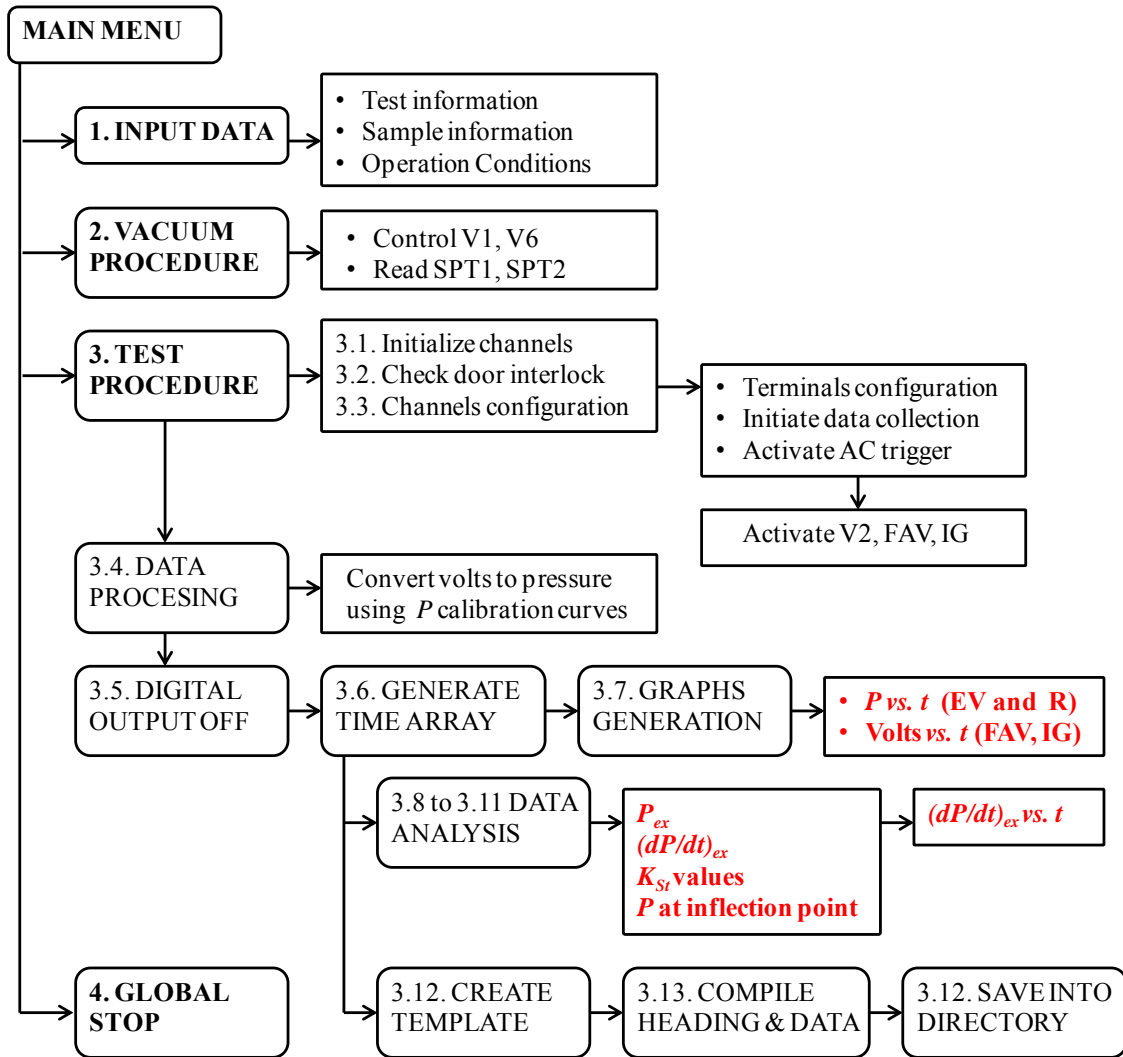 MAIN MENU
1. INPUT DATA
• Test information
• Sample information
• Operation Conditions
2. VACUUM
PROCEDURE
• Control V1, V6
• Read SPT1, SPT2
3. TEST
PROCEDURE
3.1. Initialize channels
3.2. Check door interlock
3.3. Channels configuration
• Terminals configuration
• Initiate data collection
• Activate AC trigger
Activate V2, FAV, IG
3.4. DATA
PROCESING
Convert volts to pressure
using P calibration curves
3.5. DIGITAL
OUTPUT OFF
3.6. GENERATE
TIME ARRAY
3.7. GRAPHS
GENERATION
• P vs. t (EV and R)
• Volts vs. t (FAV, IG)
3.8 to 3.11 DATA
ANALYSIS
P_ex
(dP/dt)_ex
K_St values
P at inflection point
(dP/dt)_ex vs. t
4. GLOBAL
STOP
3.12. CREATE
TEMPLATE
3.13. COMPILE
HEADING & DATA
3.12. SAVE INTO
DIRECTORY